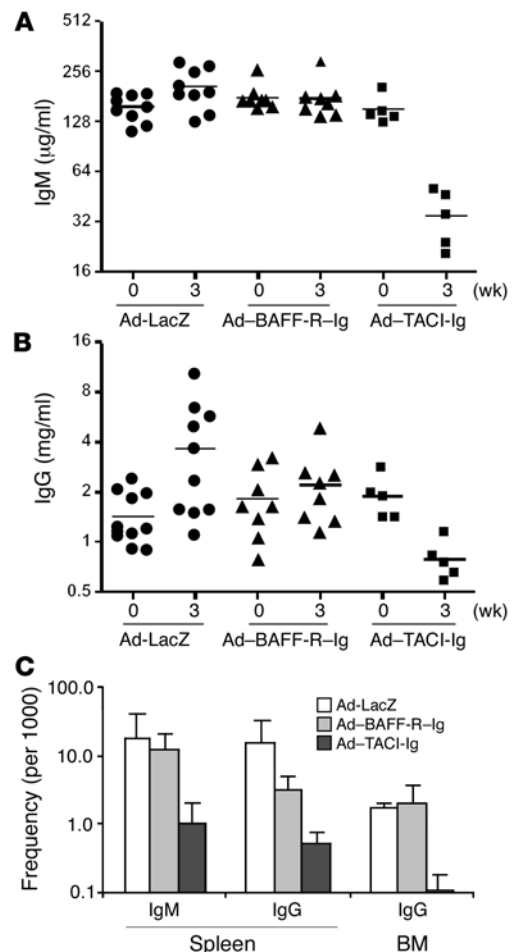 A
IgM (μg/ml)
512
256
128
64
32
16
0 3 0 3 0 3 (wk)
Ad-LacZ Ad–BAFF-R–Ig Ad–TACI-Ig
B
IgG (mg/ml)
16
8
4
2
1
0.5
0 3 0 3 0 3 (wk)
Ad-LacZ Ad–BAFF-R–Ig Ad–TACI-Ig
C
Frequency (per 1000)
100.0
10.0
1.0
0.1
Ad-LacZ
Ad–BAFF-R–Ig
Ad–TACI-Ig
IgM IgG IgG
Spleen BM